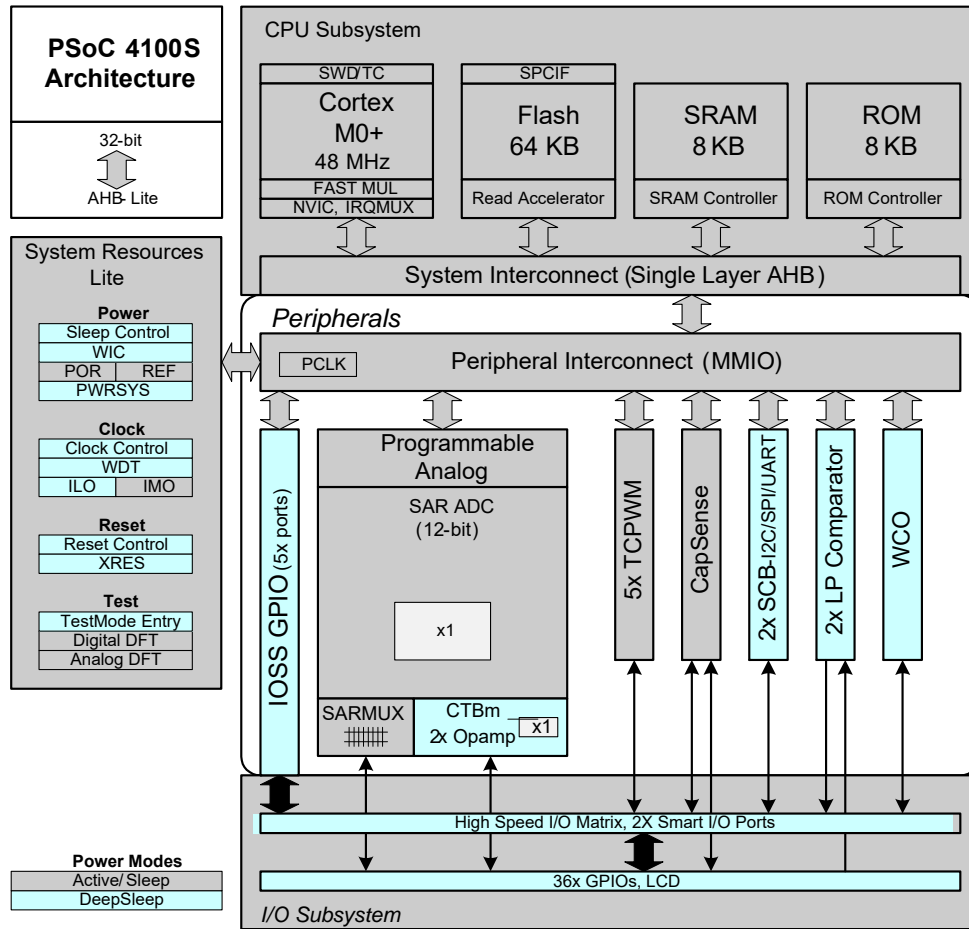 PSoC 4100S
Architecture
32-bit
AHB- Lite
CPU Subsystem
SWD/TC
Cortex
M0+
48 MHz
FAST MUL
NVIC, IRQMUX
SPCIF
Flash
64 KB
Read Accelerator
SRAM
8 KB
SRAM Controller
ROM
8 KB
ROM Controller
System Interconnect (Single Layer AHB)
System Resources
Lite
Power
Sleep Control
WIC
POR
REF
PWRSYS
Clock
Clock Control
WDT
ILO
IMO
Reset
Reset Control
XRES
Test
TestMode Entry
Digital DFT
Analog DFT
Peripherals
PCLK
Peripheral Interconnect (MMIO)
IOSS GPIO (5x ports)
Programmable
Analog
SAR ADC
(12-bit)
x1
SARMUX
CTBm
2x Opamp
x1
5x TCPWM
CapSense
2x SCB-I2C/SPI/UART
2x LP Comparator
WCO
High Speed I/O Matrix, 2X Smart I/O Ports
36x GPIOs, LCD
I/O Subsystem
Power Modes
Active/Sleep
DeepSleep